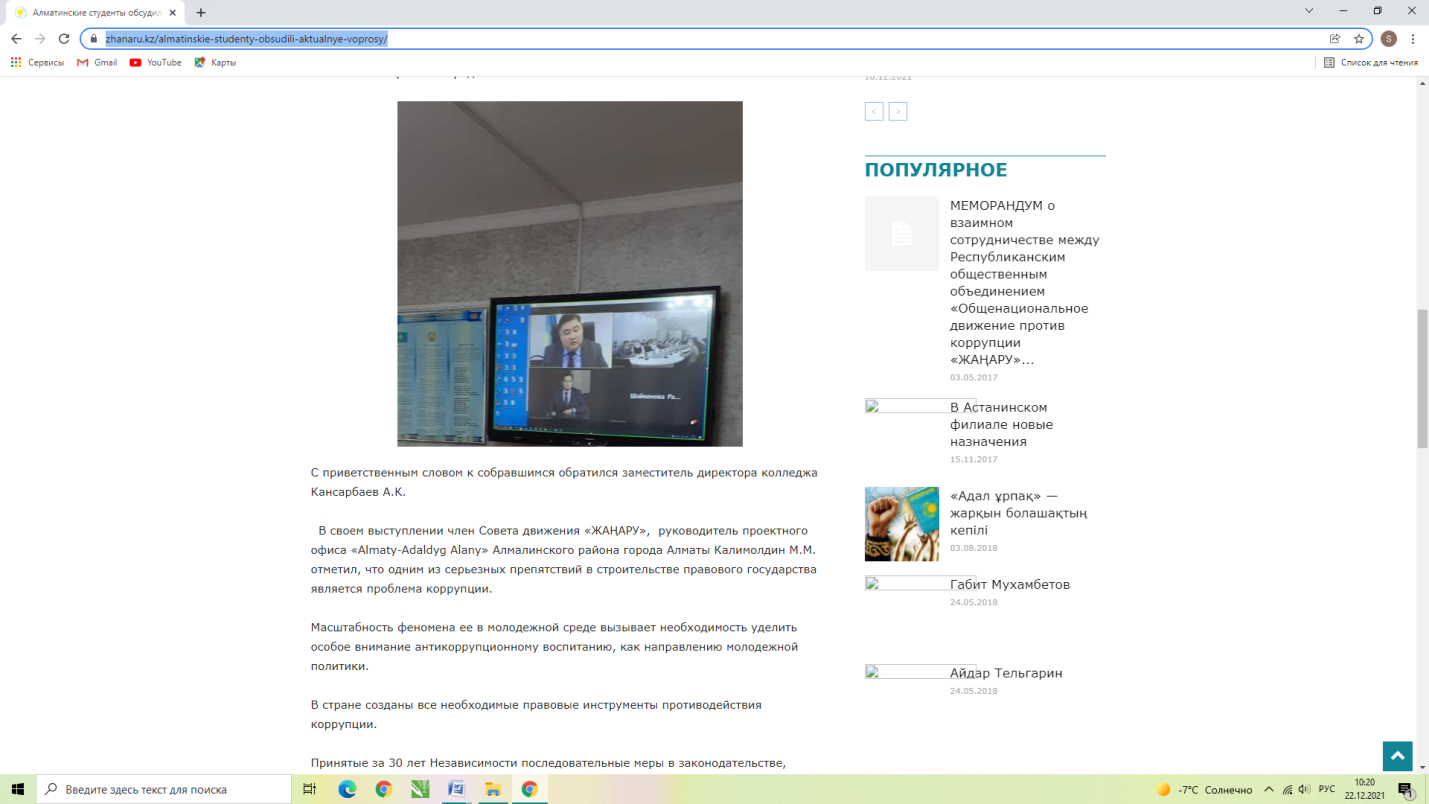 Алматинские студенты обсудил
zhanaru.kz/almatinskie-studenty-obsudili-aktualnye-voprosy/
S
Сервисы
Gmail
YouTube
Карты
Список для чтения
Шайкенова Ра...
С приветственным словом к собравшимся обратился заместитель директора колледжа
Кансарбаев А.К.
В своем выступлении член Совета движения «ЖАҢАРУ», руководитель проектного
офиса «Almaty-Adaldyg Alany» Алмалинского района города Алматы Калимолдин М.М.
отметил, что одним из серьезных препятствий в строительстве правового государства
является проблема коррупции.
Масштабность феномена ее в молодежной среде вызывает необходимость уделить
особое внимание антикоррупционному воспитанию, как направлению молодежной
политики.
В стране созданы все необходимые правовые инструменты противодействия
коррупции.
Принятые за 30 лет Независимости последовательные меры в законодательстве,
18.12.2021
ПОПУЛЯРНОЕ
МЕМОРАНДУМ о
взаимном
сотрудничестве между
Республиканским
общественным
объединением
«Общенациональное
движение против
коррупции
«ЖАҢАРУ»...
03.05.2017
В Астанинском
филиале новые
назначения
15.11.2017
«Адал ұрпақ» —
жарқын болашақтың
кепілі
03.08.2018
Габит Мухамбетов
24.05.2018
Айдар Тельгарин
24.05.2018
Введите здесь текст для поиска
-7°C Солнечно
РУС
10:20
22.12.2021
1